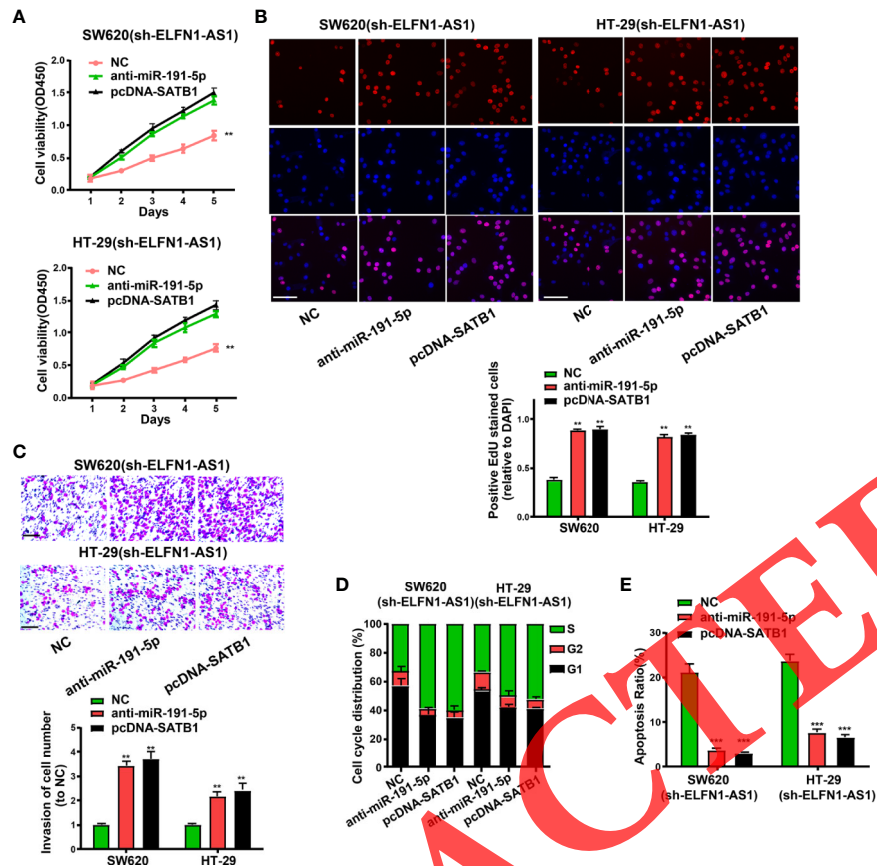 A
SW620(sh-ELFN1-AS1)
NC
anti-miR-191-5p
pcDNA-SATB1
Cell viability(OD450)
2.0
1.5
1.0
0.5
0.0
**
1 2 3 4 5
Days
HT-29(sh-ELFN1-AS1)
NC
anti-miR-191-5p
pcDNA-SATB1
Cell viability(OD450)
2.0
1.5
1.0
0.5
0.0
**
1 2 3 4 5
Days
B
SW620(sh-ELFN1-AS1) HT-29(sh-ELFN1-AS1)
NC anti-miR-191-5p pcDNA-SATB1 NC anti-miR-191-5p pcDNA-SATB1
NC
anti-miR-191-5p
pcDNA-SATB1
Positive EdU stained cells
(relative to DAPI)
1.0
0.5
0.0
** ** ** **
SW620 HT-29
C
SW620(sh-ELFN1-AS1)
HT-29(sh-ELFN1-AS1)
NC anti-miR-191-5p pcDNA-SATB1
NC
anti-miR-191-5p
pcDNA-SATB1
Invasion of cell number
(to NC)
5
4
3
2
1
0
** ** ** **
SW620 HT-29
D
SW620 HT-29
(sh-ELFN1-AS1) (sh-ELFN1-AS1)
S
G2
G1
Cell cycle distribution (%)
100
80
60
40
20
0
NC anti-miR-191-5p pcDNA-SATB1 NC anti-miR-191-5p pcDNA-SATB1
E
NC
anti-miR-191-5p
pcDNA-SATB1
Apoptosis Ratio(%)
30
20
10
0
*** *** *** ***
SW620 HT-29
(sh-ELFN1-AS1) (sh-ELFN1-AS1)
ACTE